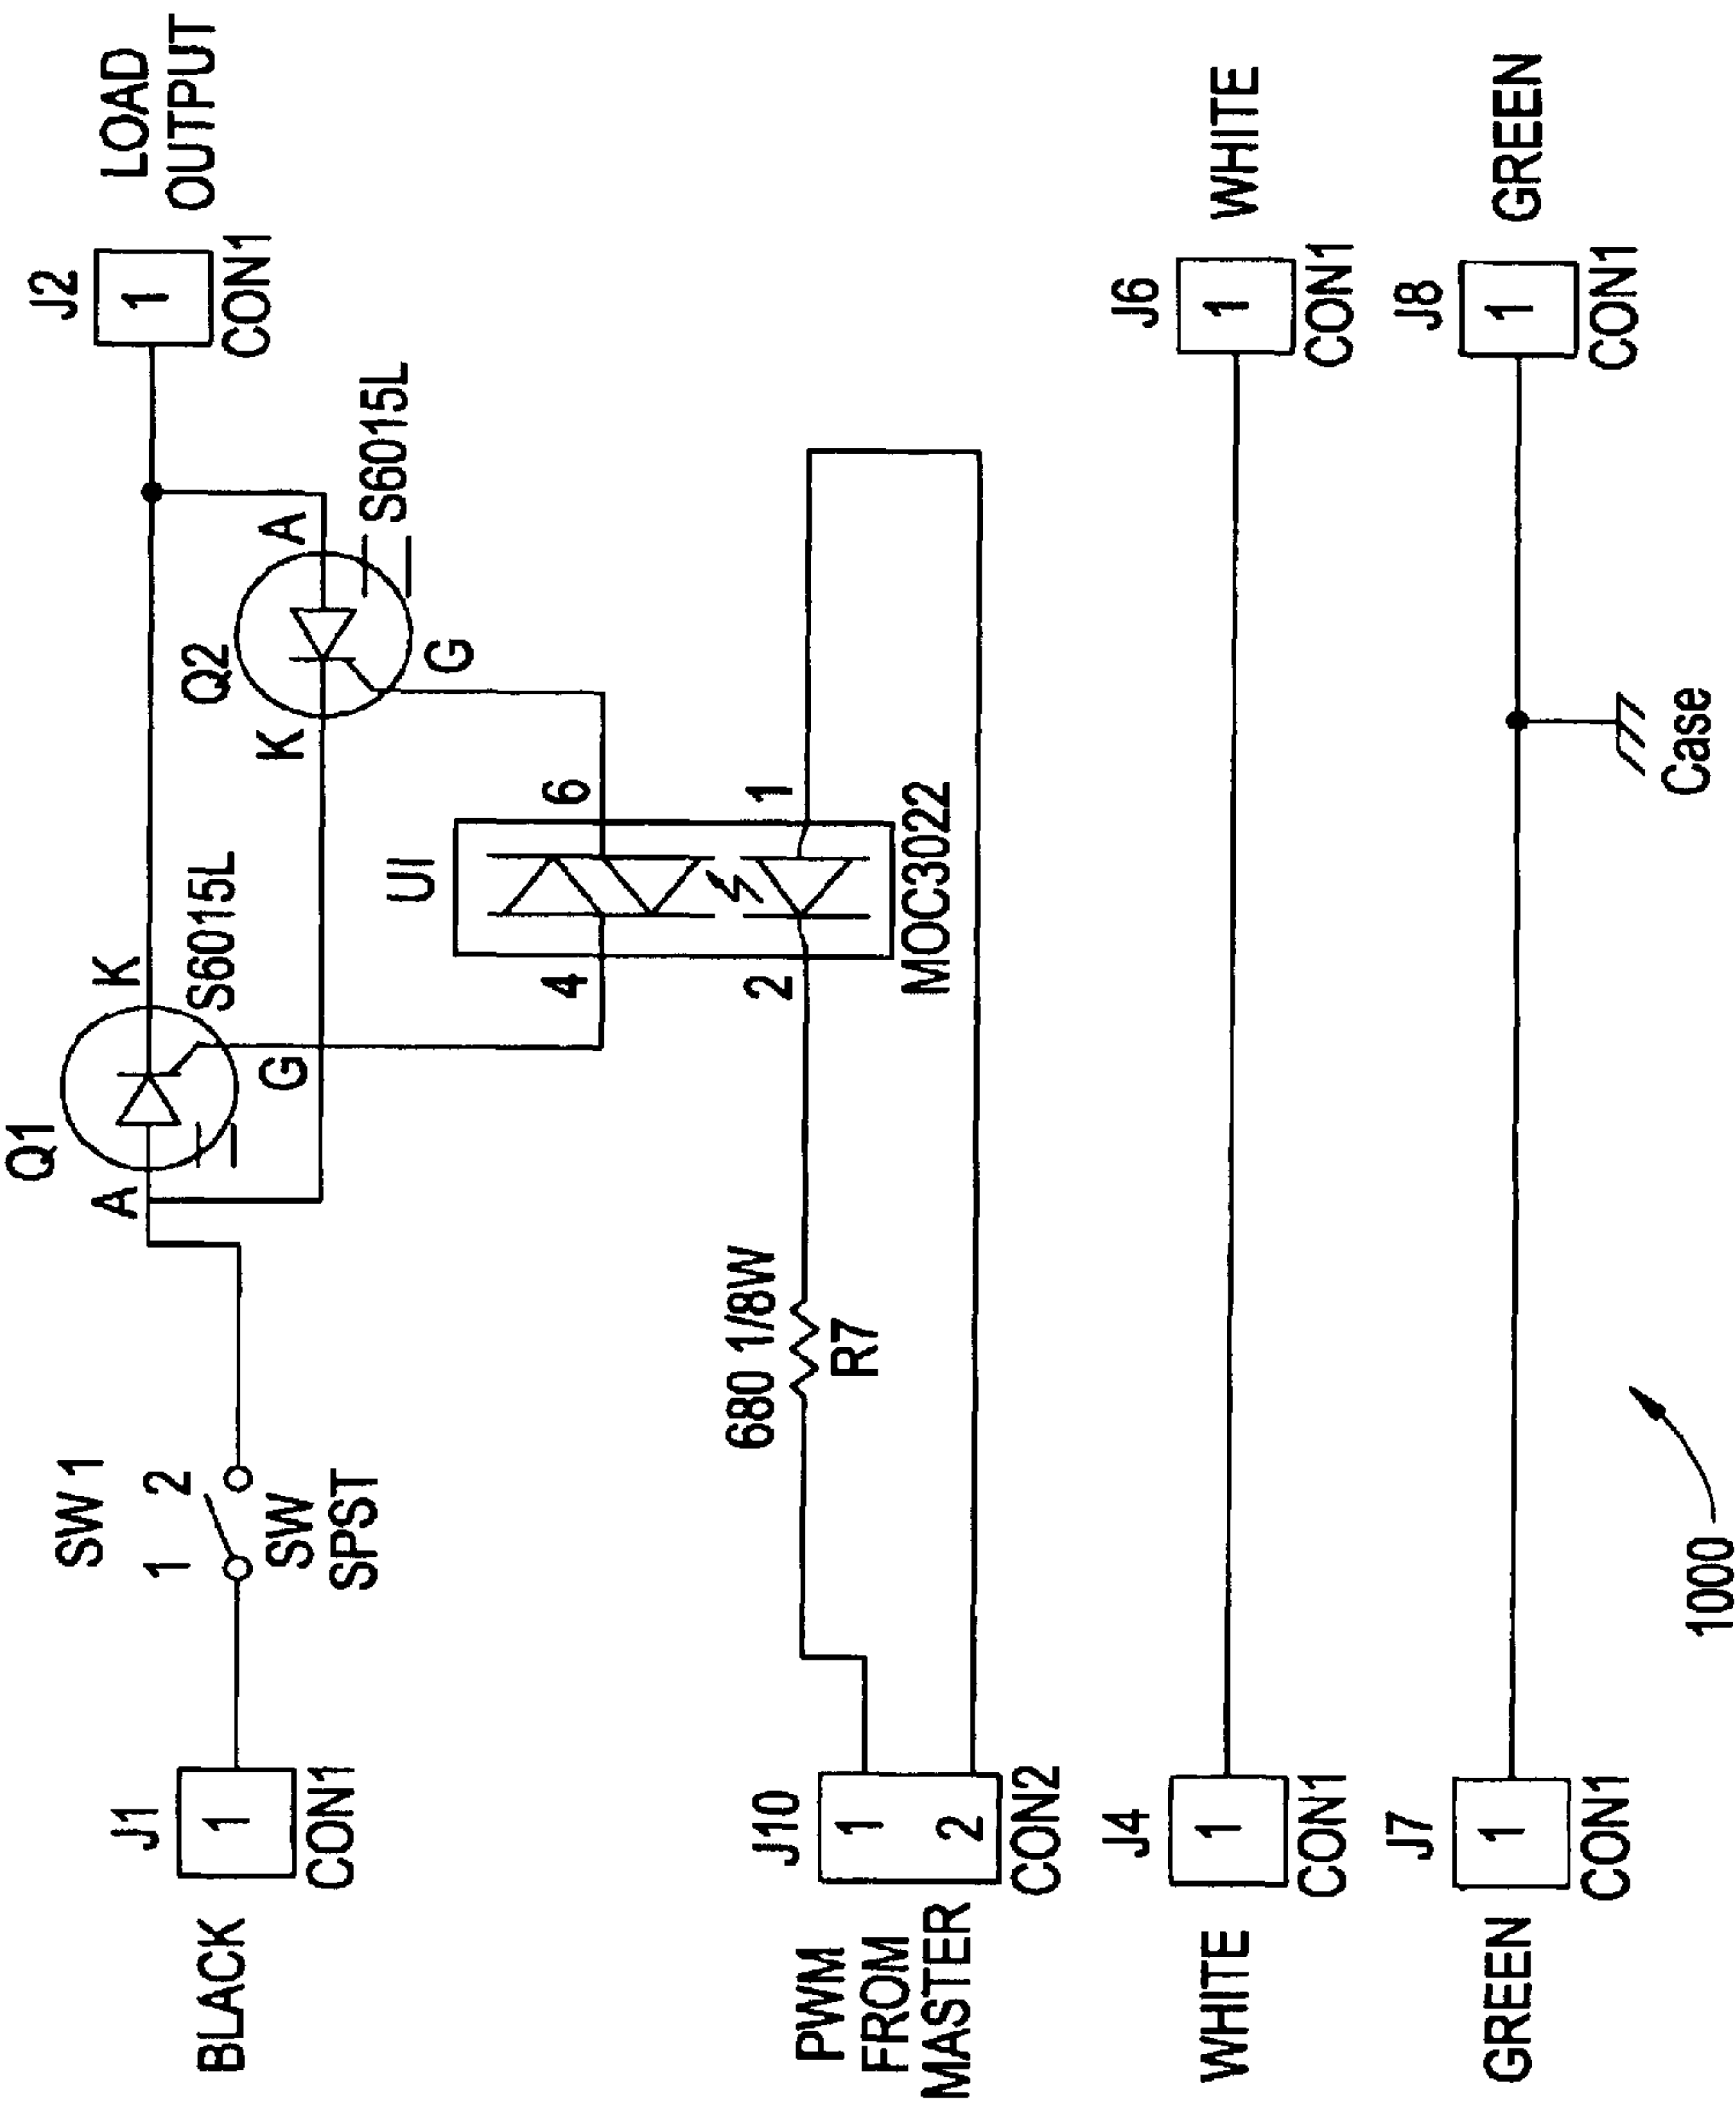 SW 1
1 2
SW
SPST
J1
1
CON1
BLACK
Q1
A
K
S6015L
G
Q2
K
A
S6015L
G
J2
1
CON1
LOAD
OUTPUT
UI
4
6
2
1
MOC3022
680 1/8W
R7
J10
1
2
CON2
PWM
FROM
MASTER
J4
1
CON1
WHITE
J6
1
CON1
WHITE
J7
1
CON1
GREEN
J8
1
CON1
GREEN
Case
1000